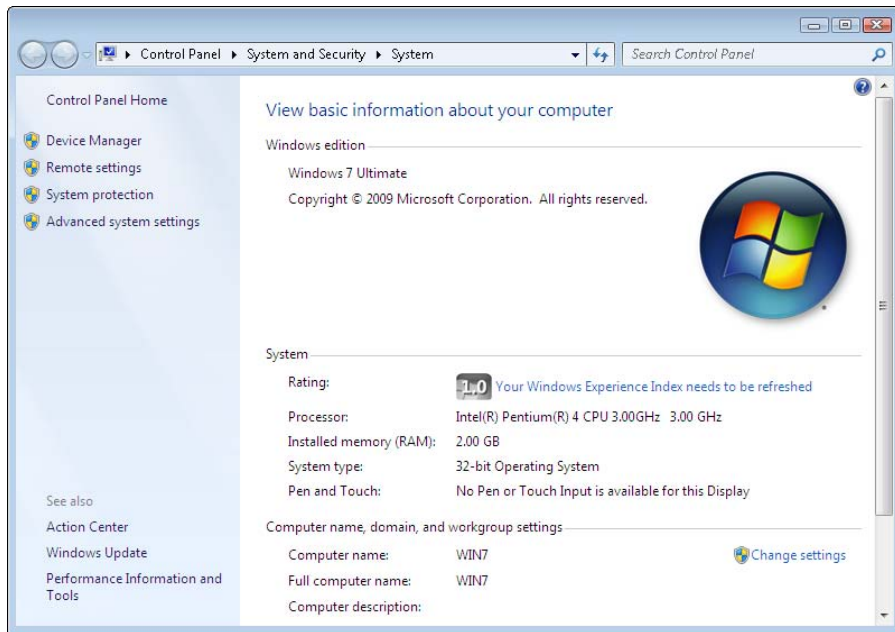 Control Panel ▸ System and Security ▸ System
Search Control Panel
Control Panel Home
Device Manager
Remote settings
System protection
Advanced system settings
See also
Action Center
Windows Update
Performance Information and
Tools
View basic information about your computer
Windows edition
Windows 7 Ultimate
Copyright © 2009 Microsoft Corporation. All rights reserved.
System
Rating: 1.0 Your Windows Experience Index needs to be refreshed
Processor: Intel(R) Pentium(R) 4 CPU 3.00GHz 3.00 GHz
Installed memory (RAM): 2.00 GB
System type: 32-bit Operating System
Pen and Touch: No Pen or Touch Input is available for this Display
Computer name, domain, and workgroup settings
Computer name: WIN7 Change settings
Full computer name: WIN7
Computer description: